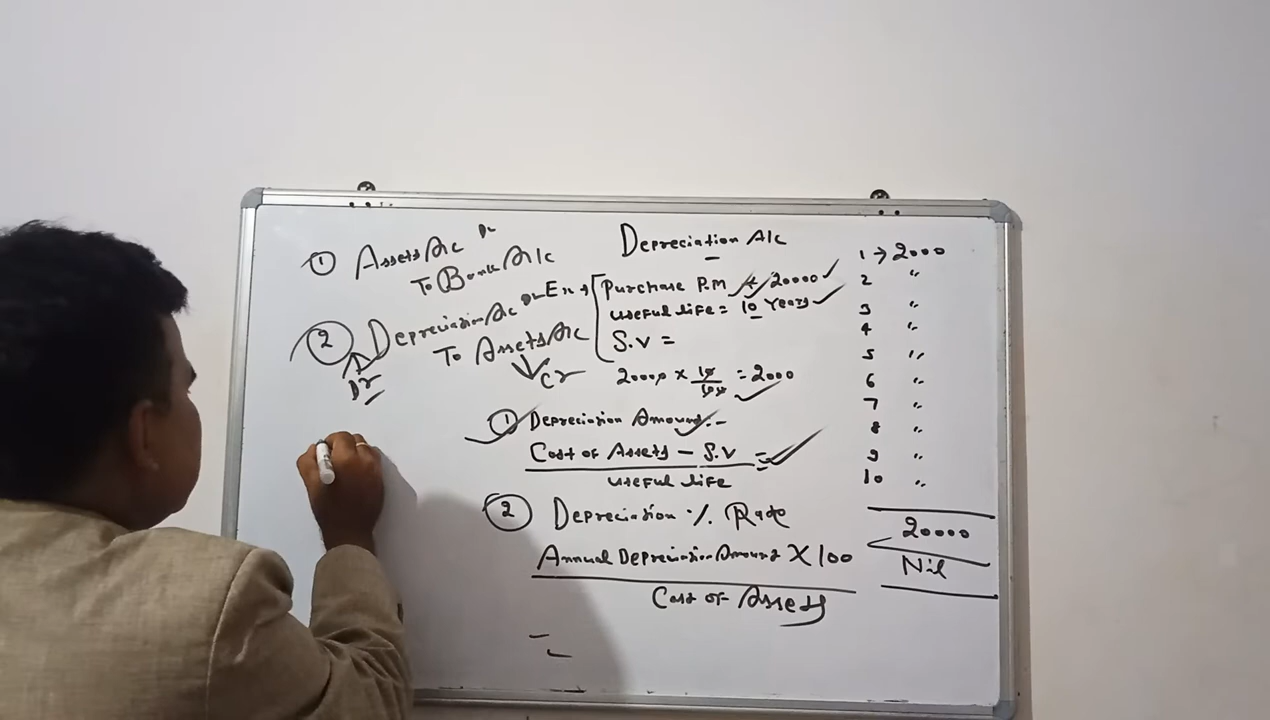 Depreciation A/c
① Assets A/c Dr
To Bank A/c
② Depreciation A/c Dr
To Assets A/c
Dr
Cr
Ex → Purchase P.M 20000
useful life = 10 Years
S.V =
20000 × 10/100 = 2000
① Depreciation Amount :-
Cost of Assets - S.V =
useful life
② Depreciation % Rate
Annual Depreciation Amount X 100
Cost of Assets
=
1 → 2000
2 "
3 "
4 "
5 "
6 "
7 "
8 "
9 "
10 "
20000
Nil